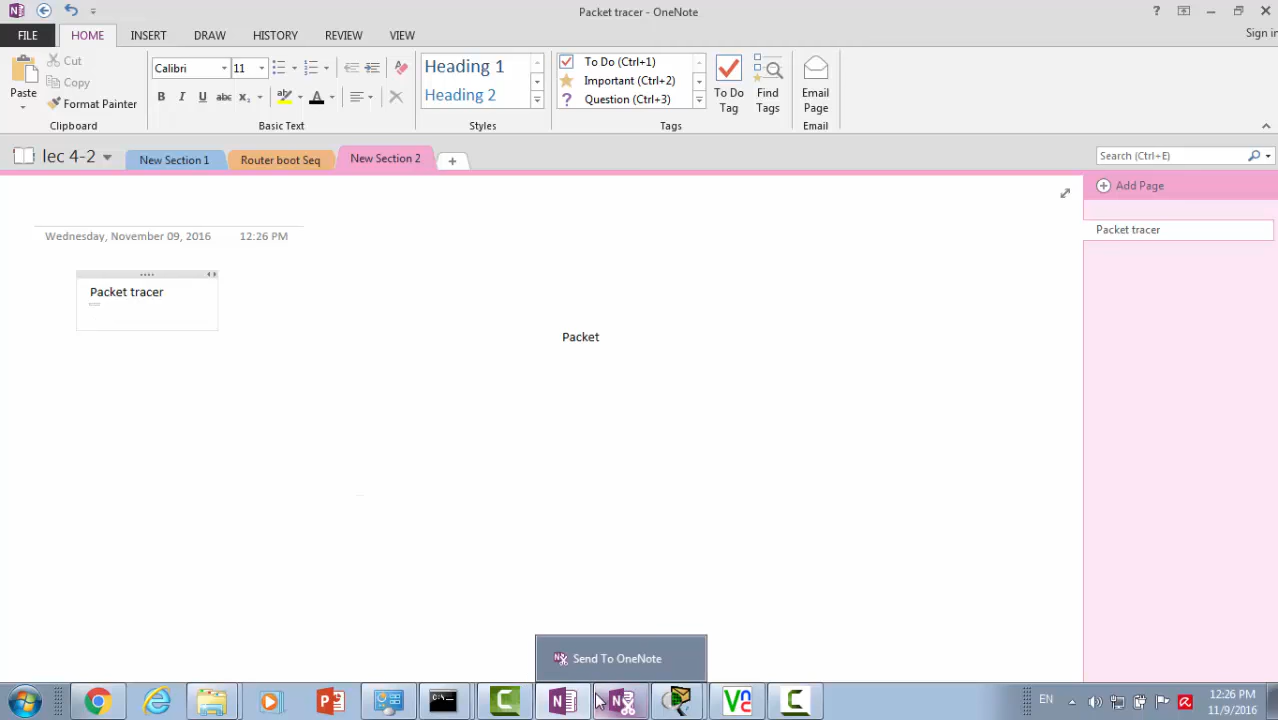 Packet tracer - OneNote
?
Sign in
FILE
HOME
INSERT
DRAW
HISTORY
REVIEW
VIEW
Paste
Cut
Copy
Format Painter
Clipboard
Calibri
11
B I U abc x₂
A
Basic Text
Heading 1
Heading 2
Styles
To Do (Ctrl+1)
Important (Ctrl+2)
? Question (Ctrl+3)
To Do
Tag
Find
Tags
Tags
Email
Page
Email
lec 4-2
New Section 1
Router boot Seq
New Section 2
Search (Ctrl+E)
Add Page
Packet tracer
Wednesday, November 09, 2016 12:26 PM
Packet tracer
Packet
Send To OneNote
EN
12:26 PM
11/9/2016